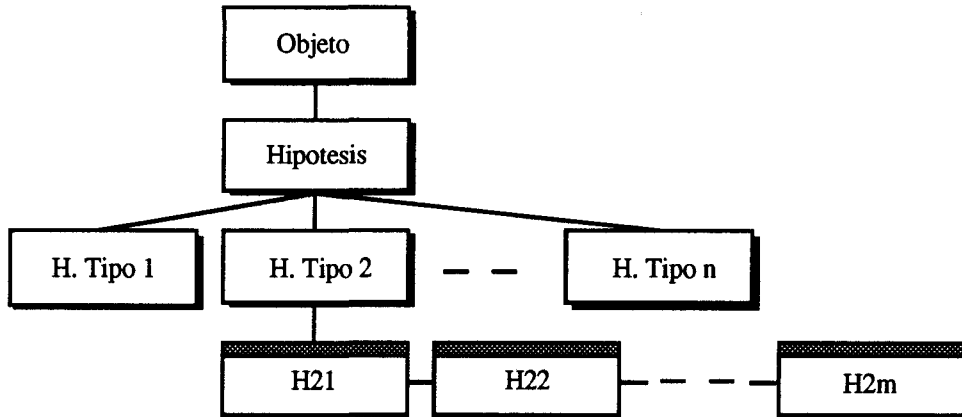 Objeto
Hipotesis
H. Tipo 1
H. Tipo 2
H. Tipo n
H21
H22
H2m